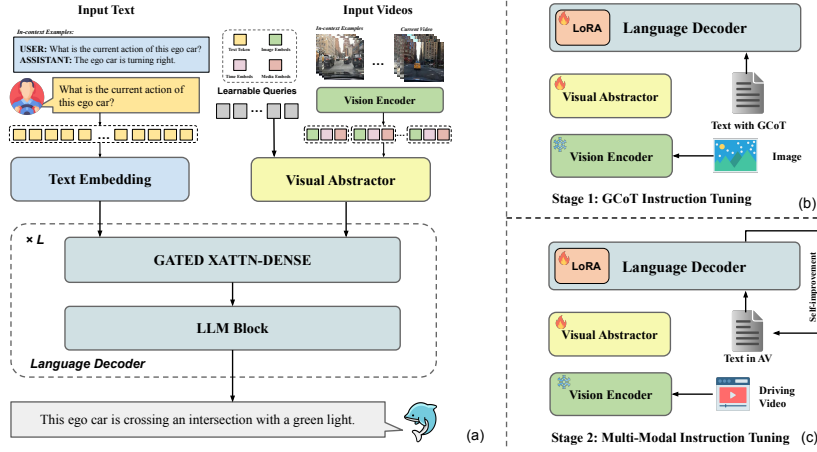 Input Text
In-context Examples:
USER: What is the current action of this ego car?
ASSISTANT: The ego car is turning right.
What is the current action of
this ego car?
...
Text Embedding
Text Token
Image Embeds
Time Embeds
Media Embeds
Learnable Queries
...
Input Videos
In-context Examples
Current Video
...
Vision Encoder
...
Visual Abstractor
× L
GATED XATTN-DENSE
LLM Block
Language Decoder
This ego car is crossing an intersection with a green light.
(a)
LoRA
Language Decoder
Visual Abstractor
Text with GCoT
Vision Encoder
Image
Stage 1: GCoT Instruction Tuning
(b)
LoRA
Language Decoder
Self-improvement
Visual Abstractor
Text in AV
Vision Encoder
Driving
Video
Stage 2: Multi-Modal Instruction Tuning
(c)